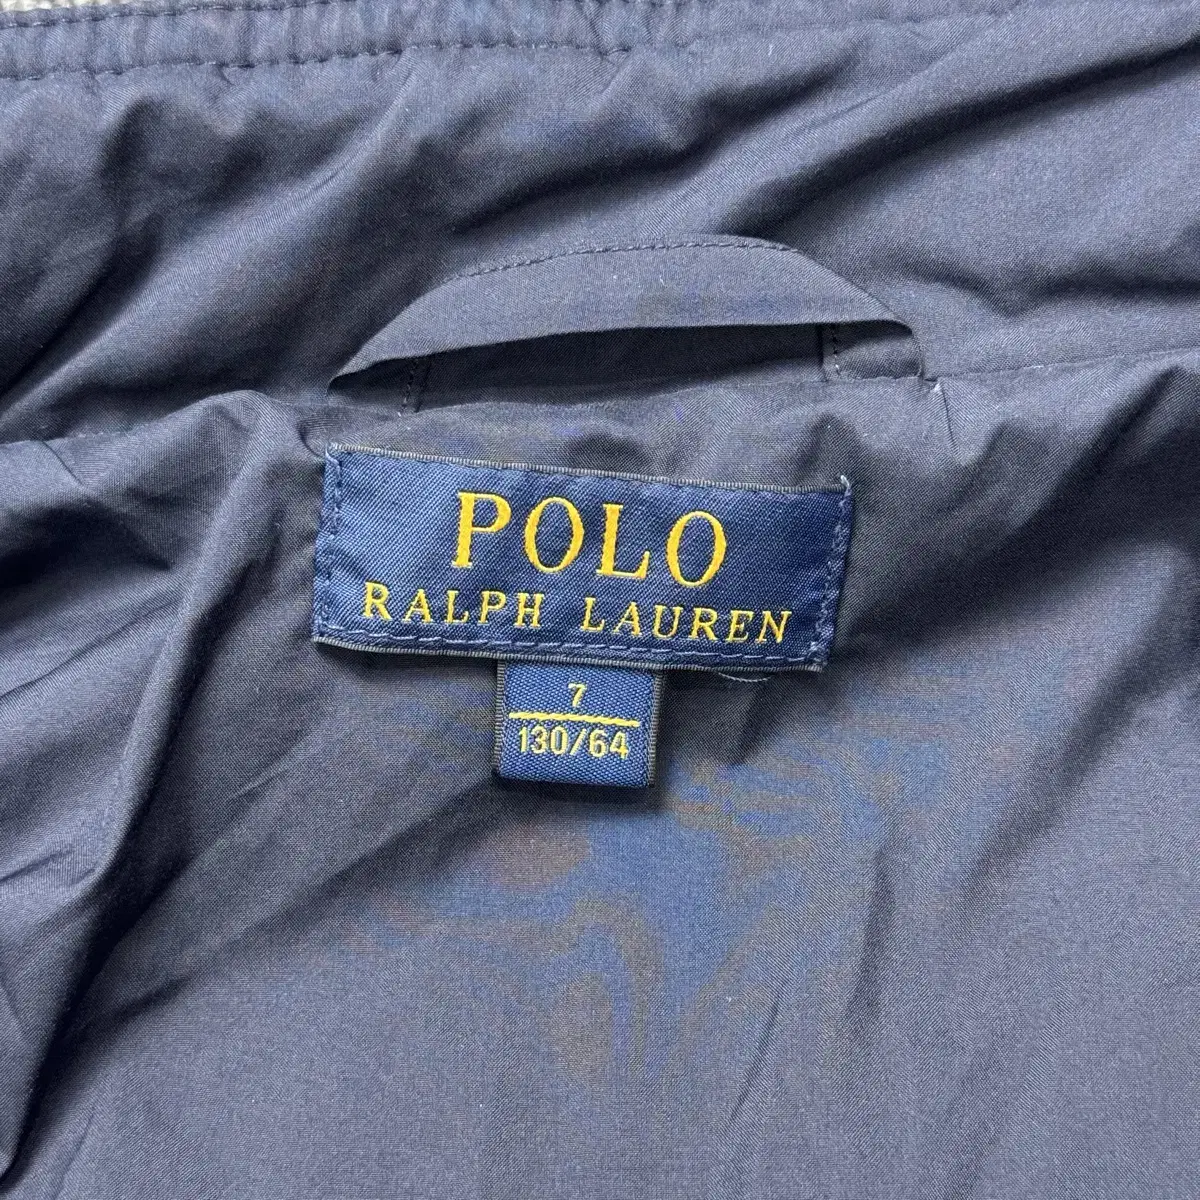 POLO
RALPH LAUREN
7
130/64